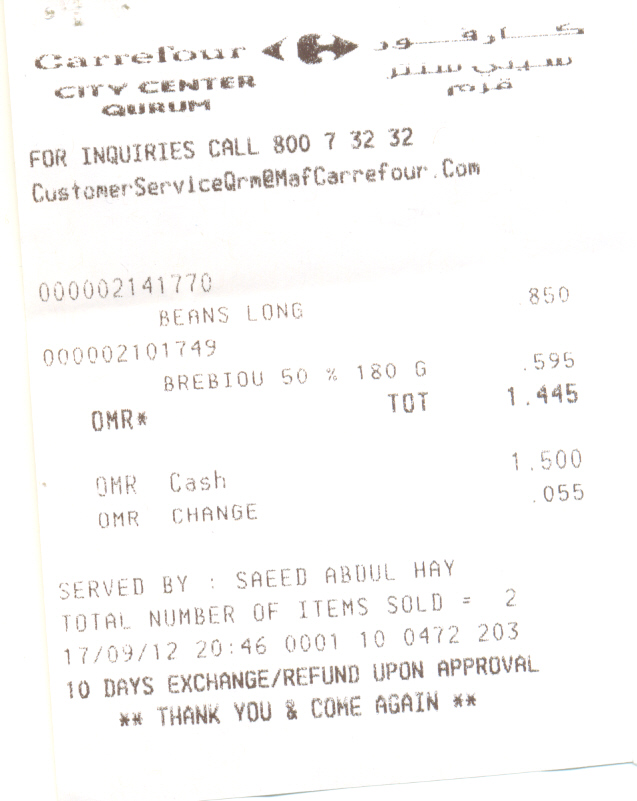 Carrefour كارفور
CITY CENTER سيتي سنتر
QURUM قرم
FOR INQUIRIES CALL 800 7 32 32
CustomerServiceQrm@MafCarrefour.Com
000002141770
BEANS LONG .850
000002101749
BREBIOU 50 % 180 G .595
OMR* TOT 1.445
OMR Cash 1.500
OMR CHANGE .055
SERVED BY : SAEED ABDUL HAY
TOTAL NUMBER OF ITEMS SOLD = 2
17/09/12 20:46 0001 10 0472 203
10 DAYS EXCHANGE/REFUND UPON APPROVAL
** THANK YOU & COME AGAIN **